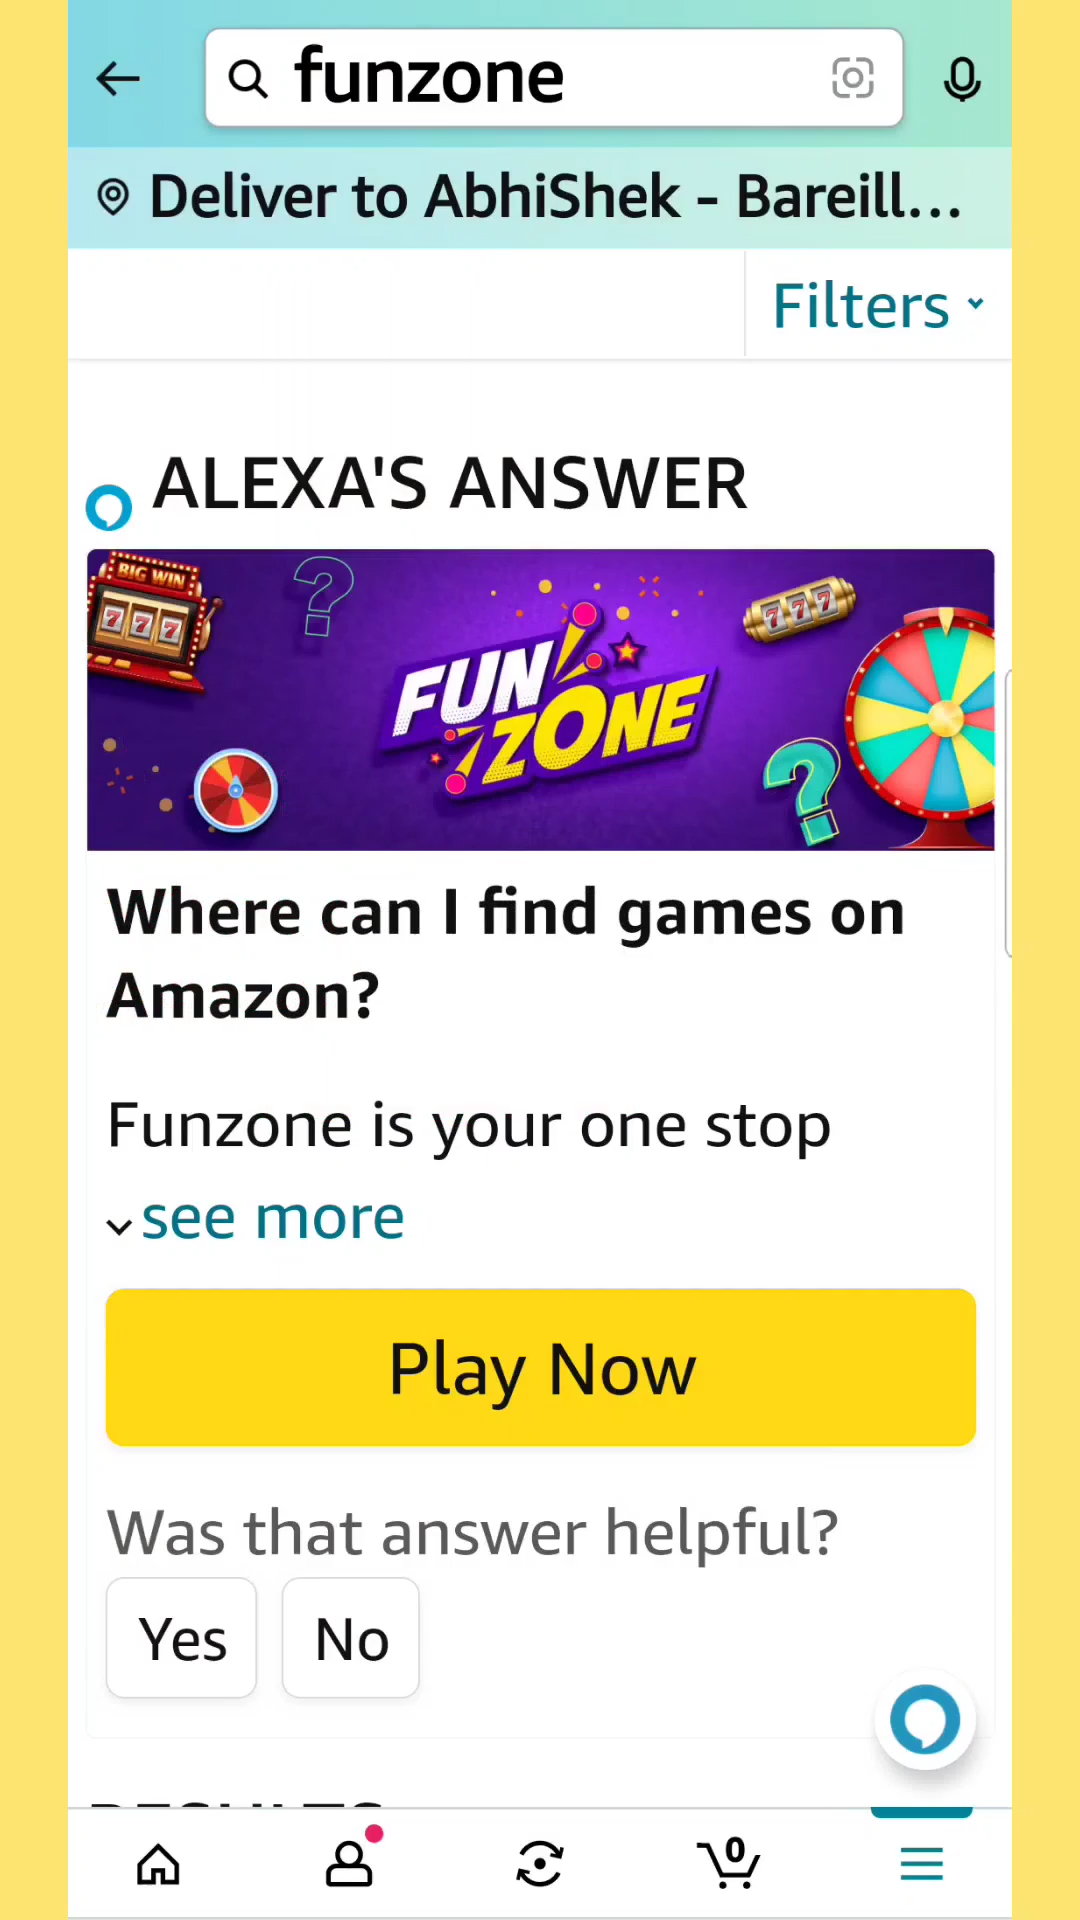 funzone
Deliver to AbhiShek - Bareill...
Filters
ALEXA'S ANSWER
BIG WIN
777
777
FUN
ZONE
Where can I find games on
Amazon?
Funzone is your one stop
see more
Play Now
Was that answer helpful?
Yes No
RESULTS
0